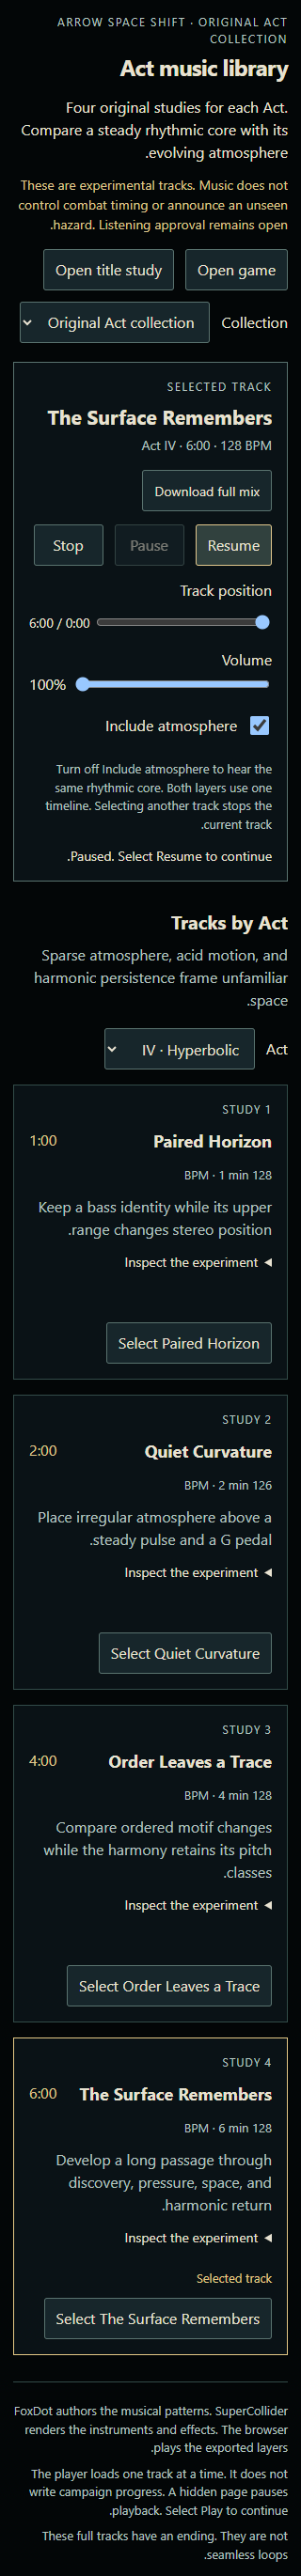 ARROW SPACE SHIFT · ORIGINAL ACT
COLLECTION
Act music library
Four original studies for each Act.
Compare a steady rhythmic core with its
.evolving atmosphere
These are experimental tracks. Music does not
control combat timing or announce an unseen
.hazard. Listening approval remains open
Open title study
Open game
Original Act collection
Collection
SELECTED TRACK
The Surface Remembers
Act IV · 6:00 · 128 BPM
Download full mix
Stop
Pause
Resume
Track position
6:00 / 0:00
Volume
100%
Include atmosphere
Turn off Include atmosphere to hear the
same rhythmic core. Both layers use one
timeline. Selecting another track stops the
.current track
.Paused. Select Resume to continue
Tracks by Act
Sparse atmosphere, acid motion, and
harmonic persistence frame unfamiliar
.space
IV · Hyperbolic
Act
STUDY 1
1:00
Paired Horizon
BPM · 1 min 128
Keep a bass identity while its upper
.range changes stereo position
Inspect the experiment
Select Paired Horizon
STUDY 2
2:00
Quiet Curvature
BPM · 2 min 126
Place irregular atmosphere above a
.steady pulse and a G pedal
Inspect the experiment
Select Quiet Curvature
STUDY 3
4:00
Order Leaves a Trace
BPM · 4 min 128
Compare ordered motif changes
while the harmony retains its pitch
.classes
Inspect the experiment
Select Order Leaves a Trace
STUDY 4
6:00
The Surface Remembers
BPM · 6 min 128
Develop a long passage through
discovery, pressure, space, and
.harmonic return
Inspect the experiment
Selected track
Select The Surface Remembers
FoxDot authors the musical patterns. SuperCollider
renders the instruments and effects. The browser
.plays the exported layers
The player loads one track at a time. It does not
write campaign progress. A hidden page pauses
.playback. Select Play to continue
These full tracks have an ending. They are not
.seamless loops